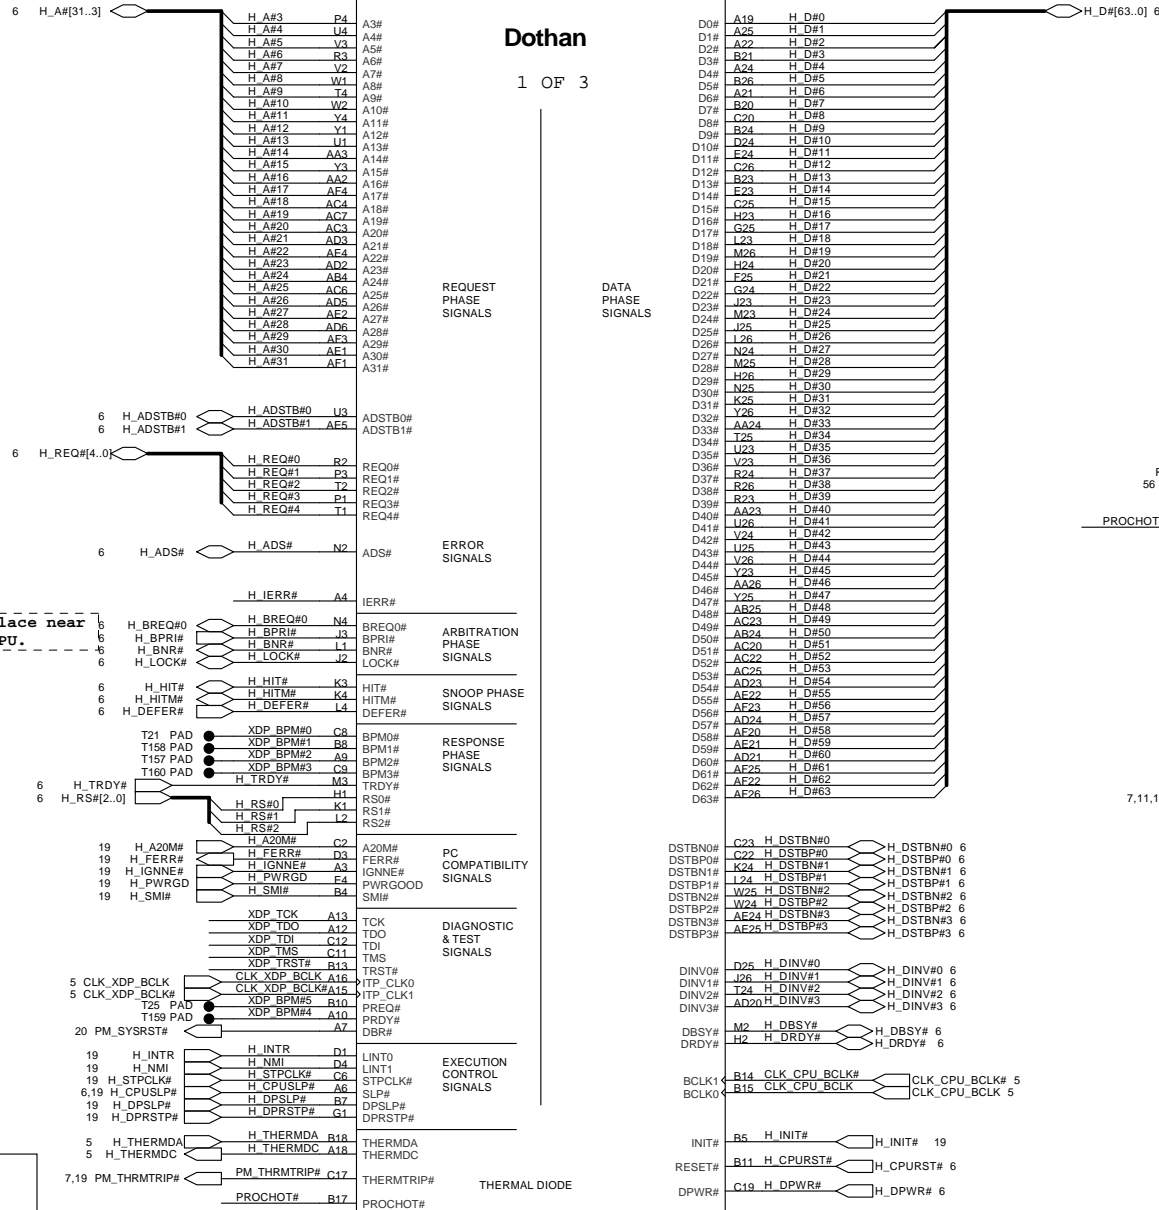 6 H_A#[31..3]
Dothan
1 OF 3
H_D#[63..0] 6
H_A#3 P4 A3#
H_A#4 U4 A4#
H_A#5 V3 A5#
H_A#6 R3 A6#
H_A#7 V2 A7#
H_A#8 W1 A8#
H_A#9 T4 A9#
H_A#10 W2 A10#
H_A#11 Y4 A11#
H_A#12 Y1 A12#
H_A#13 U1 A13#
H_A#14 AA3 A14#
H_A#15 Y3 A15#
H_A#16 AA2 A16#
H_A#17 AF4 A17#
H_A#18 AC4 A18#
H_A#19 AC7 A19#
H_A#20 AC3 A20#
H_A#21 AD3 A21#
H_A#22 AE4 A22#
H_A#23 AD2 A23#
H_A#24 AB4 A24#
H_A#25 AC6 A25#
H_A#26 AD5 A26#
H_A#27 AE2 A27#
H_A#28 AD6 A28#
H_A#29 AF3 A29#
H_A#30 AE1 A30#
H_A#31 AF1 A31#
REQUEST
PHASE
SIGNALS
6 H_ADSTB#0 H_ADSTB#0 U3 ADSTB0#
6 H_ADSTB#1 H_ADSTB#1 AE5 ADSTB1#
6 H_REQ#[4..0]
H_REQ#0 R2 REQ0#
H_REQ#1 P3 REQ1#
H_REQ#2 T2 REQ2#
H_REQ#3 P1 REQ3#
H_REQ#4 T1 REQ4#
6 H_ADS# H_ADS# N2 ADS#
ERROR
SIGNALS
H_IERR# A4 IERR#
lace near
PU.
6 H_BREQ#0 H_BREQ#0 N4 BREQ0#
6 H_BPRI# H_BPRI# J3 BPRI#
6 H_BNR# H_BNR# L1 BNR#
6 H_LOCK# H_LOCK# J2 LOCK#
ARBITRATION
PHASE
SIGNALS
6 H_HIT# H_HIT# K3 HIT#
6 H_HITM# H_HITM# K4 HITM#
6 H_DEFER# H_DEFER# L4 DEFER#
SNOOP PHASE
SIGNALS
T21 PAD XDP_BPM#0 C8 BPM0#
T158 PAD XDP_BPM#1 B8 BPM1#
T157 PAD XDP_BPM#2 A9 BPM2#
T160 PAD XDP_BPM#3 C9 BPM3#
6 H_TRDY# H_TRDY# M3 TRDY#
6 H_RS#[2..0]
H_RS#0 H1 RS0#
H_RS#1 K1 RS1#
H_RS#2 L2 RS2#
RESPONSE
PHASE
SIGNALS
19 H_A20M# H_A20M# C2 A20M#
19 H_FERR# H_FERR# D3 FERR#
19 H_IGNNE# H_IGNNE# A3 IGNNE#
19 H_PWRGD H_PWRGD E4 PWRGOOD
19 H_SMI# H_SMI# B4 SMI#
PC
COMPATIBILITY
SIGNALS
XDP_TCK A13 TCK
XDP_TDO A12 TDO
XDP_TDI C12 TDI
XDP_TMS C11 TMS
XDP_TRST# B13 TRST#
5 CLK_XDP_BCLK CLK_XDP_BCLK A16 ITP_CLK0
5 CLK_XDP_BCLK# CLK_XDP_BCLK# A15 ITP_CLK1
T25 PAD XDP_BPM#5 B10 PREQ#
T159 PAD XDP_BPM#4 A10 PRDY#
20 PM_SYSRST# A7 DBR#
DIAGNOSTIC
& TEST
SIGNALS
19 H_INTR H_INTR D1 LINT0
19 H_NMI H_NMI D4 LINT1
19 H_STPCLK# H_STPCLK# C6 STPCLK#
6,19 H_CPUSLP# H_CPUSLP# A6 SLP#
19 H_DPSLP# H_DPSLP# B7 DPSLP#
19 H_DPRSTP# H_DPRSTP# G1 DPRSTP#
EXECUTION
CONTROL
SIGNALS
5 H_THERMDA H_THERMDA B18 THERMDA
5 H_THERMDC H_THERMDC A18 THERMDC
7,19 PM_THRMTRIP# PM_THRMTRIP# C17 THERMTRIP#
PROCHOT# B17 PROCHOT#
THERMAL DIODE
D0# A19 H_D#0
D1# A25 H_D#1
D2# A22 H_D#2
D3# B21 H_D#3
D4# A24 H_D#4
D5# B26 H_D#5
D6# A21 H_D#6
D7# B20 H_D#7
D8# C20 H_D#8
D9# B24 H_D#9
D10# D24 H_D#10
D11# E24 H_D#11
D12# C26 H_D#12
D13# B23 H_D#13
D14# E23 H_D#14
D15# C25 H_D#15
D16# H23 H_D#16
D17# G25 H_D#17
D18# L23 H_D#18
D19# M26 H_D#19
D20# H24 H_D#20
D21# F25 H_D#21
D22# G24 H_D#22
D23# J23 H_D#23
D24# M23 H_D#24
D25# J25 H_D#25
D26# L26 H_D#26
D27# N24 H_D#27
D28# M25 H_D#28
D29# H26 H_D#29
D30# N25 H_D#30
D31# K25 H_D#31
D32# Y26 H_D#32
D33# AA24 H_D#33
D34# T25 H_D#34
D35# U23 H_D#35
D36# V23 H_D#36
D37# R24 H_D#37
D38# R26 H_D#38
D39# R23 H_D#39
D40# AA23 H_D#40
D41# U26 H_D#41
D42# V24 H_D#42
D43# U25 H_D#43
D44# V26 H_D#44
D45# Y23 H_D#45
D46# AA26 H_D#46
D47# Y25 H_D#47
D48# AB25 H_D#48
D49# AC23 H_D#49
D50# AB24 H_D#50
D51# AC20 H_D#51
D52# AC22 H_D#52
D53# AC25 H_D#53
D54# AD23 H_D#54
D55# AE22 H_D#55
D56# AF23 H_D#56
D57# AD24 H_D#57
D58# AF20 H_D#58
D59# AE21 H_D#59
D60# AD21 H_D#60
D61# AF25 H_D#61
D62# AF22 H_D#62
D63# AF26 H_D#63
DATA
PHASE
SIGNALS
DSTBN0# C23 H_DSTBN#0 H_DSTBN#0 6
DSTBP0# C22 H_DSTBP#0 H_DSTBP#0 6
DSTBN1# K24 H_DSTBN#1 H_DSTBN#1 6
DSTBP1# L24 H_DSTBP#1 H_DSTBP#1 6
DSTBN2# W25 H_DSTBN#2 H_DSTBN#2 6
DSTBP2# W24 H_DSTBP#2 H_DSTBP#2 6
DSTBN3# AE24 H_DSTBN#3 H_DSTBN#3 6
DSTBP3# AE25 H_DSTBP#3 H_DSTBP#3 6
DINV0# D25 H_DINV#0 H_DINV#0 6
DINV1# J26 H_DINV#1 H_DINV#1 6
DINV2# T24 H_DINV#2 H_DINV#2 6
DINV3# AD20 H_DINV#3 H_DINV#3 6
DBSY# M2 H_DBSY# H_DBSY# 6
DRDY# H2 H_DRDY# H_DRDY# 6
BCLK1 B14 CLK_CPU_BCLK# CLK_CPU_BCLK# 5
BCLK0 B15 CLK_CPU_BCLK CLK_CPU_BCLK 5
INIT# B5 H_INIT# H_INIT# 19
RESET# B11 H_CPURST# H_CPURST# 6
DPWR# C19 H_DPWR# H_DPWR# 6
56
PROCHOT
7,11,1